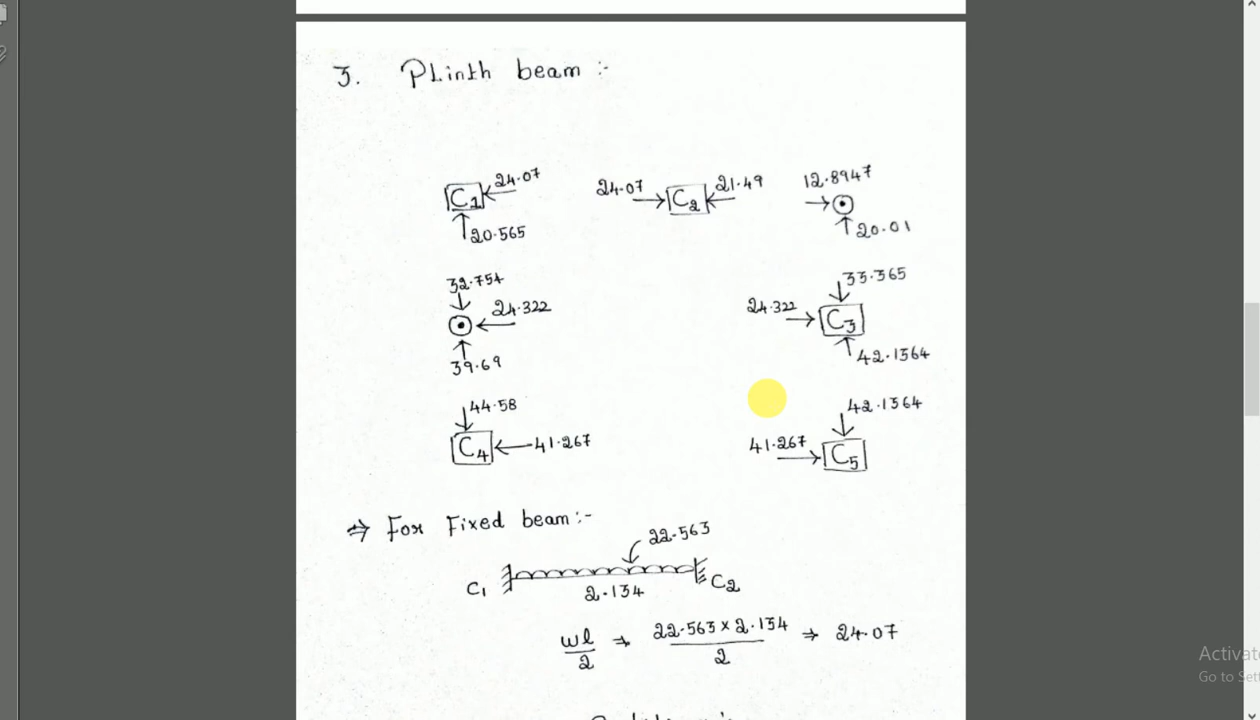 3. Plinth beam :-
C1 24.07
20.565
24.07 C2 21.49
12.8947
20.01
32.754
24.322
39.69
33.365
24.322 C3
42.1364
44.58
C4 41.267
42.1364
41.267 C5
⇒ For Fixed beam :-
22.563
C1 2.134 C2
wl/2 → 22.563 × 2.134 / 2 ⇒ 24.07
Activat
Go to Set